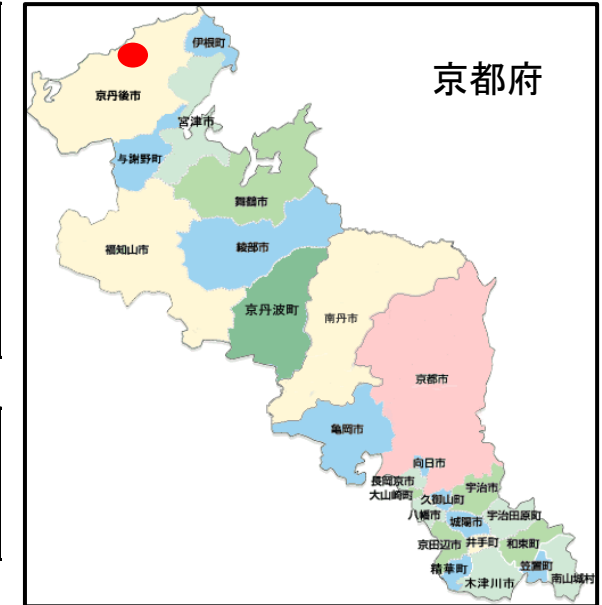 京都府
伊根町
京丹後市
宮津市
与謝野町
舞鶴市
綾部市
福知山市
京丹波町
南丹市
京都市
亀岡市
向日市
長岡京市
大山崎町
宇治市
久御山町
八幡市
宇治田原町
城陽市
京田辺市
井手町
和束町
精華町
笠置町
木津川市
南山城村